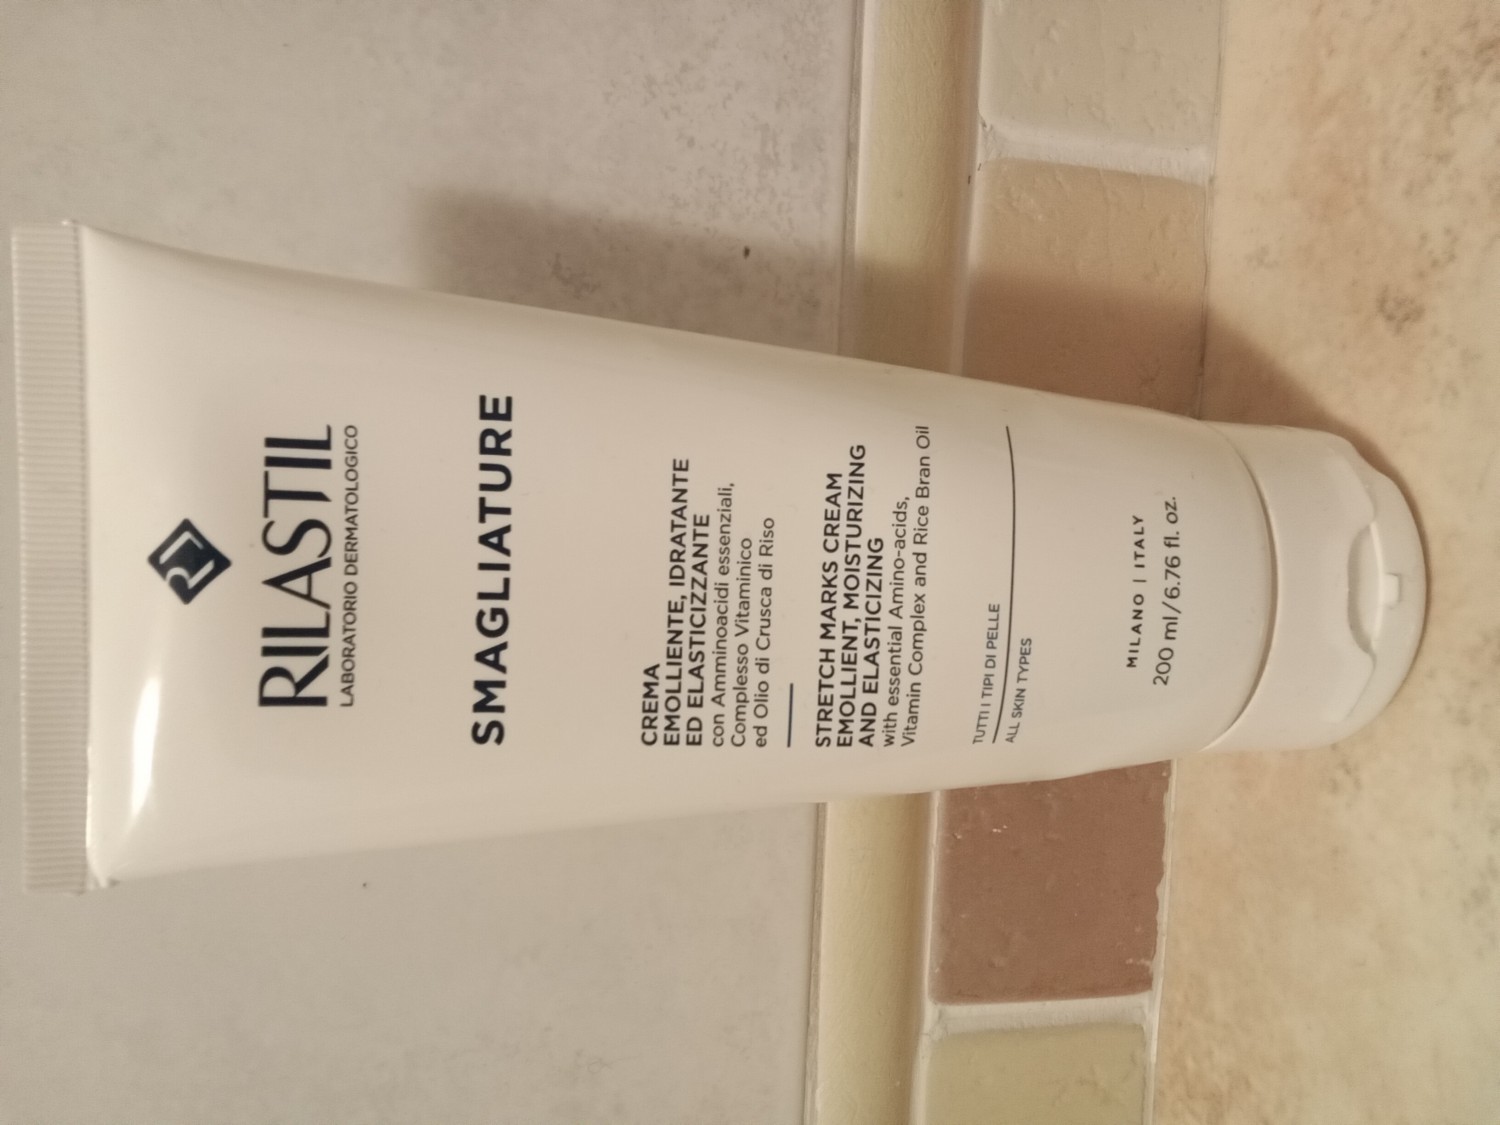 RILASTIL
LABORATORIO DERMATOLOGICO
SMAGLIATURE
CREMA
EMOLLIENTE, IDRATANTE
ED ELASTICIZZANTE
con Amminoacidi essenziali,
Complesso Vitaminico
ed Olio di Crusca di Riso
STRETCH MARKS CREAM
EMOLLIENT, MOISTURIZING
AND ELASTICIZING
with essential Amino-acids,
Vitamin Complex and Rice Bran Oil
TUTTI I TIPI DI PELLE
ALL SKIN TYPES
MILANO | ITALY
200 ml/6.76 fl. oz.